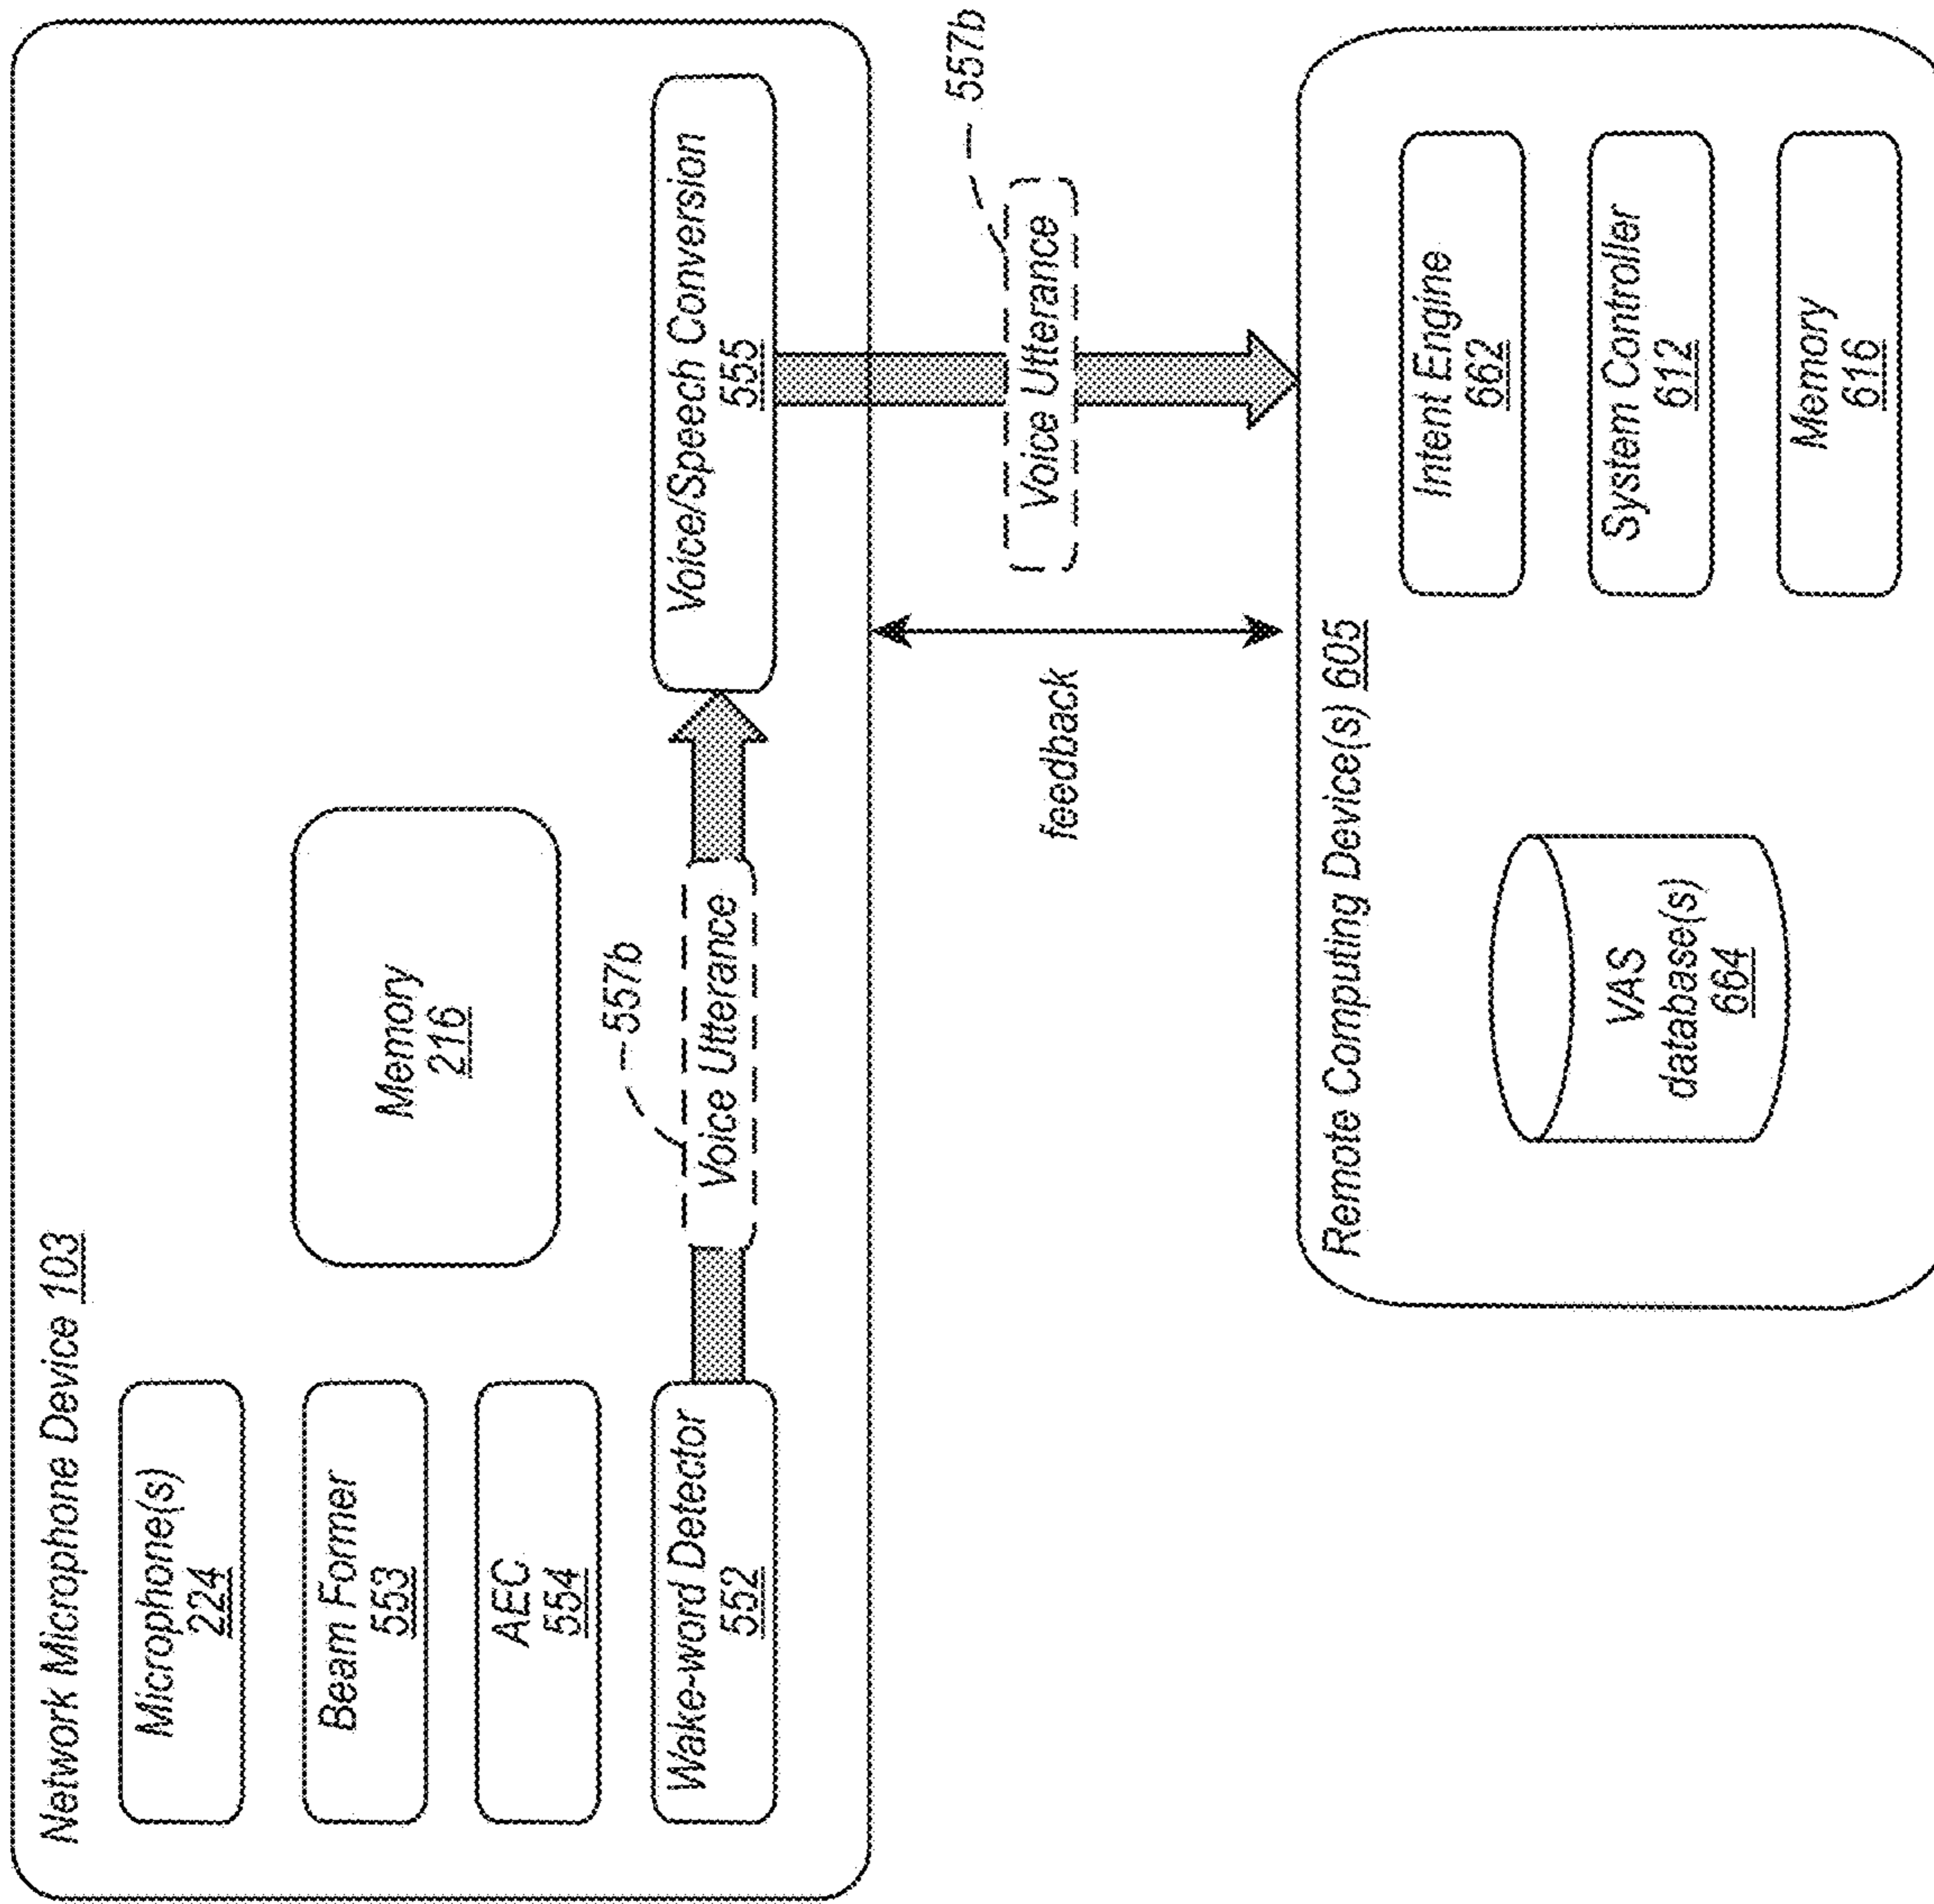 Network Microphone Device 103
Microphone(s)
224
Beam Former
553
AEC
554
Wake-word Detector
552
Memory
216
557b
Voice Utterance
Voice/Speech Conversion
555
feedback
Voice Utterance
557b
Remote Computing Device(s) 605
VAS
database(s)
664
Intent Engine
662
System Controller
612
Memory
616